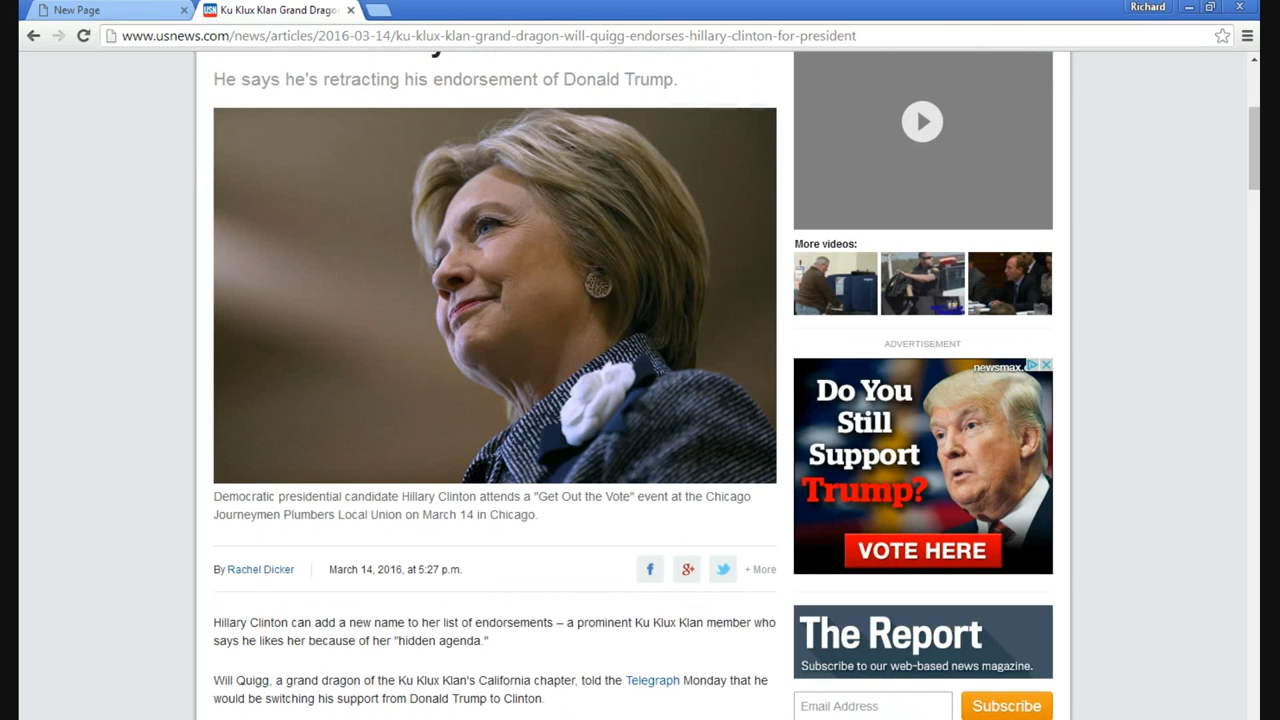 New Page
USN
Ku Klux Klan Grand Drago
Richard
www.usnews.com/news/articles/2016-03-14/ku-klux-klan-grand-dragon-will-quigg-endorses-hillary-clinton-for-president
He says he's retracting his endorsement of Donald Trump.
Democratic presidential candidate Hillary Clinton attends a "Get Out the Vote" event at the Chicago
Journeymen Plumbers Local Union on March 14 in Chicago.
By Rachel Dicker
March 14, 2016, at 5:27 p.m.
+ More
Hillary Clinton can add a new name to her list of endorsements – a prominent Ku Klux Klan member who
says he likes her because of her "hidden agenda."
Will Quigg, a grand dragon of the Ku Klux Klan's California chapter, told the Telegraph Monday that he
would be switching his support from Donald Trump to Clinton.
More videos:
ADVERTISEMENT
newsmax.
Do You
Still
Support
Trump?
VOTE HERE
The Report
Subscribe to our web-based news magazine.
Email Address
Subscribe